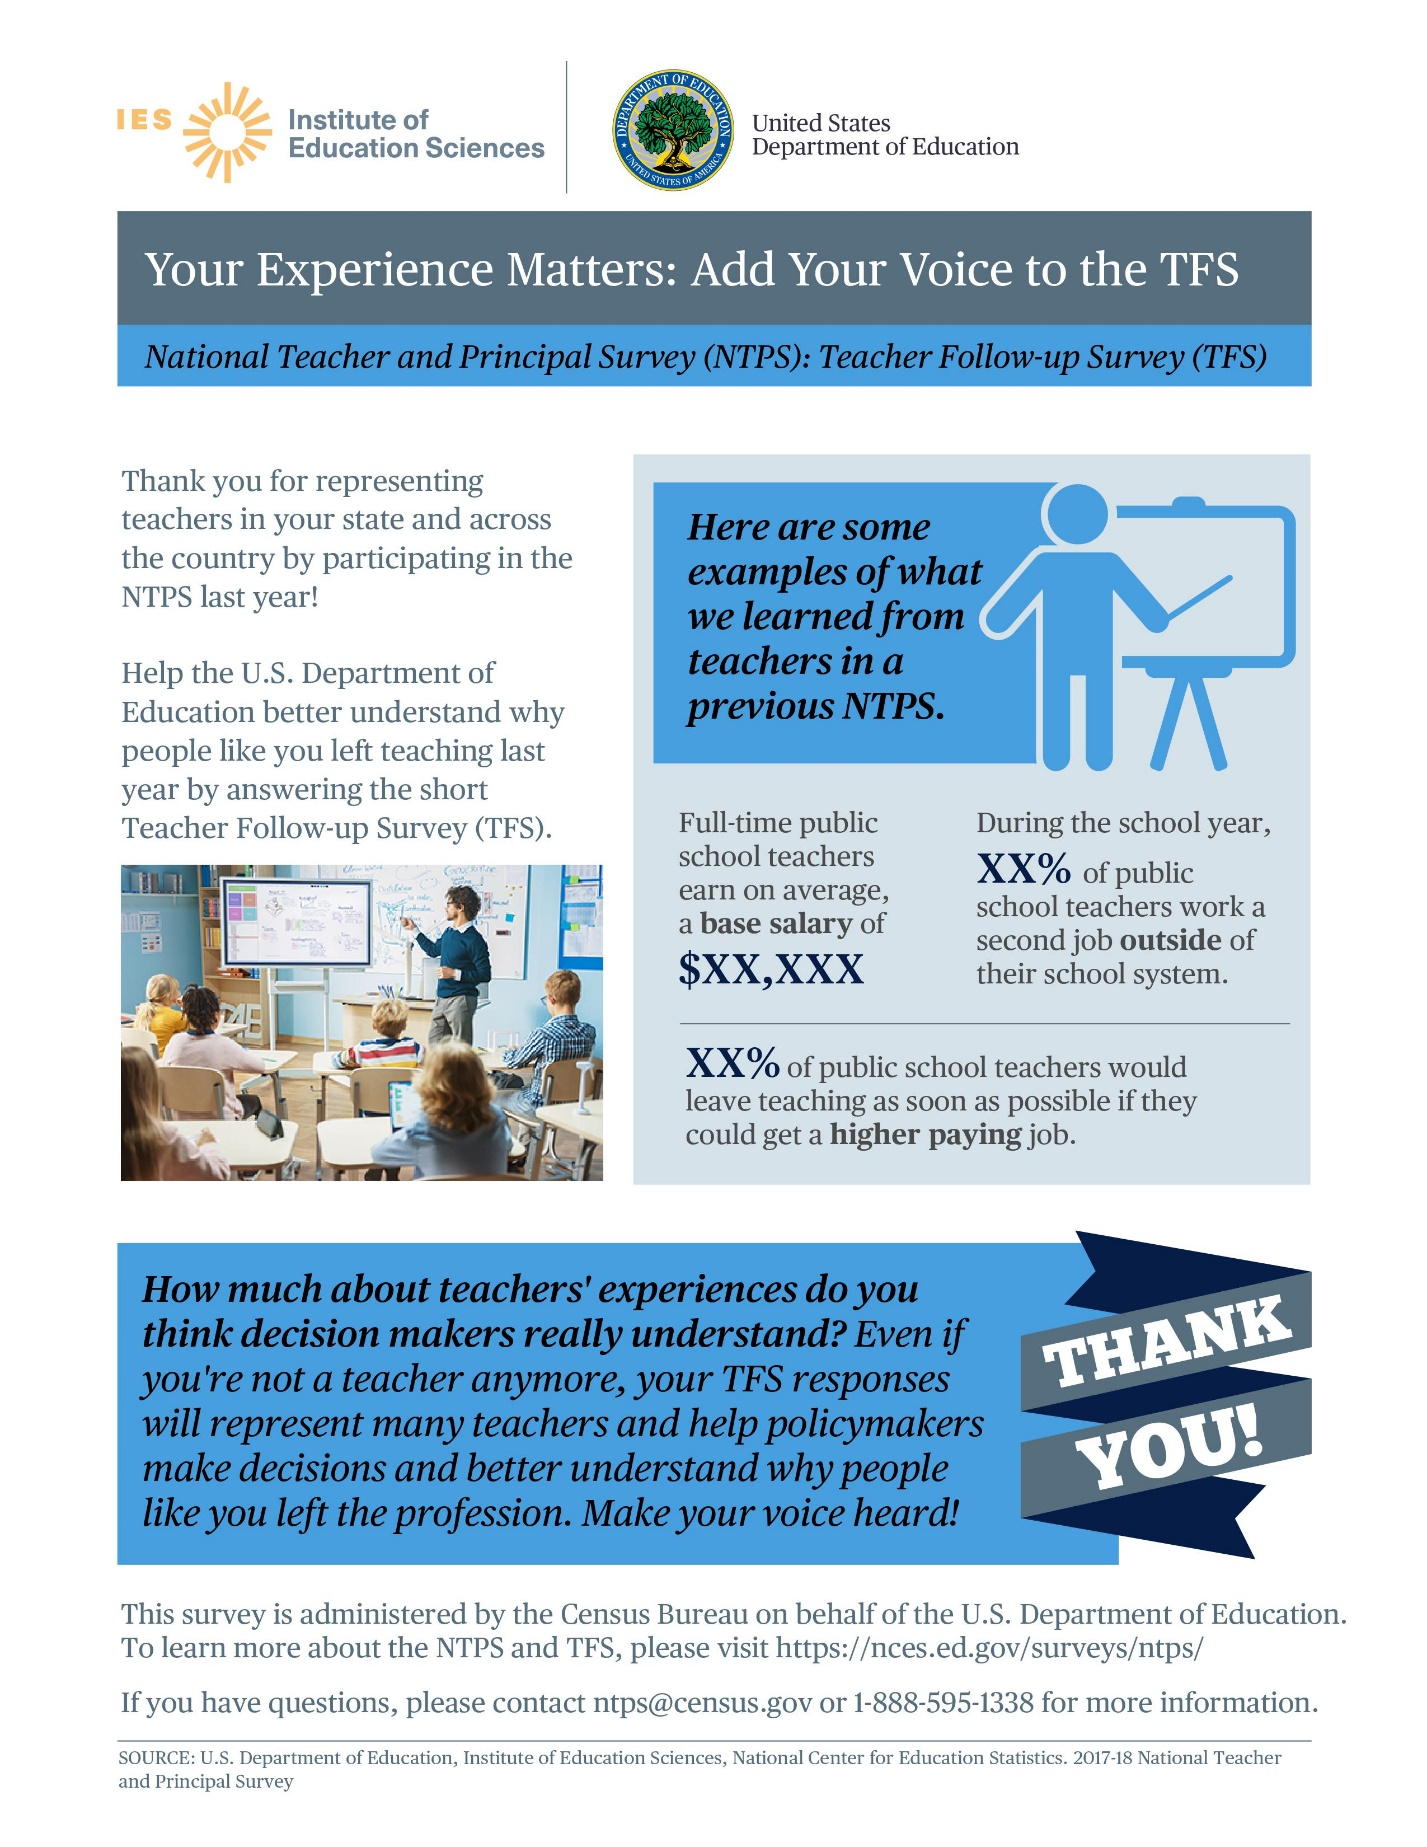 IES
Institute of
Education Sciences
DEPARTMENT OF EDUCATION
UNITED STATES OF AMERICA
United States
Department of Education
Your Experience Matters: Add Your Voice to the TFS
National Teacher and Principal Survey (NTPS): Teacher Follow-up Survey (TFS)
Thank you for representing
teachers in your state and across
the country by participating in the
NTPS last year!
Help the U.S. Department of
Education better understand why
people like you left teaching last
year by answering the short
Teacher Follow-up Survey (TFS).
Here are some
examples of what
we learned from
teachers in a
previous NTPS.
Full-time public
school teachers
earn on average,
a base salary of
$XX,XXX
During the school year,
XX% of public
school teachers work a
second job outside of
their school system.
XX% of public school teachers would
leave teaching as soon as possible if they
could get a higher paying job.
How much about teachers' experiences do you
think decision makers really understand? Even if
you're not a teacher anymore, your TFS responses
will represent many teachers and help policymakers
make decisions and better understand why people
like you left the profession. Make your voice heard!
THANK
YOU!
This survey is administered by the Census Bureau on behalf of the U.S. Department of Education.
To learn more about the NTPS and TFS, please visit https://nces.ed.gov/surveys/ntps/
If you have questions, please contact ntps@census.gov or 1-888-595-1338 for more information.
SOURCE: U.S. Department of Education, Institute of Education Sciences, National Center for Education Statistics. 2017-18 National Teacher
and Principal Survey